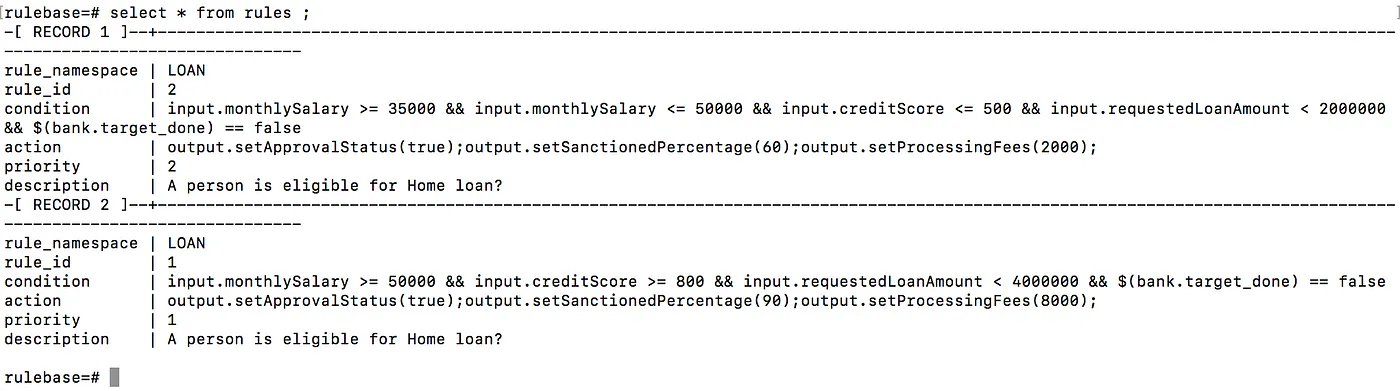 [rulebase=# select * from rules ;                                                                                                                  ]
-[ RECORD 1 ]--+----------------------------------------------------------------------------------------------------------------------------------
-------------------------------
rule_namespace | LOAN
rule_id        | 2
condition      | input.monthlySalary >= 35000 && input.monthlySalary <= 50000 && input.creditScore <= 500 && input.requestedLoanAmount < 2000000
&& $(bank.target_done) == false
action         | output.setApprovalStatus(true);output.setSanctionedPercentage(60);output.setProcessingFees(2000);
priority       | 2
description    | A person is eligible for Home loan?
-[ RECORD 2 ]--+----------------------------------------------------------------------------------------------------------------------------------
-------------------------------
rule_namespace | LOAN
rule_id        | 1
condition      | input.monthlySalary >= 50000 && input.creditScore >= 800 && input.requestedLoanAmount < 4000000 && $(bank.target_done) == false
action         | output.setApprovalStatus(true);output.setSanctionedPercentage(90);output.setProcessingFees(8000);
priority       | 1
description    | A person is eligible for Home loan?
rulebase=#